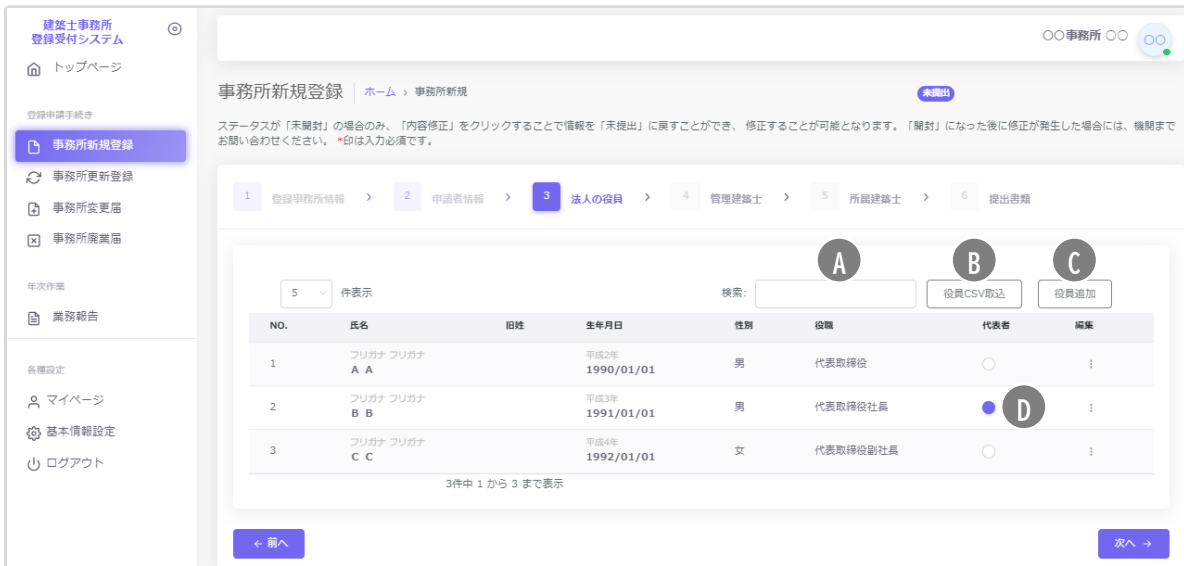 建築士事務所
登録受付システム
トップページ
登録申請手続き
事務所新規登録
事務所更新登録
事務所変更届
事務所廃業届
年次作業
業務報告
各種設定
マイページ
基本情報設定
ログアウト
〇〇事務所 〇〇
〇〇
事務所新規登録 ホーム › 事務所新規
未提出
ステータスが「未開封」の場合のみ、「内容修正」をクリックすることで情報を「未提出」に戻すことができ、 修正することが可能となります。「開封」になった後に修正が発生した場合には、機関まで
お問い合わせください。 *印は入力必須です。
1 登録事務所情報 › 2 申請者情報 › 3 法人の役員 › 4 管理建築士 › 5 所属建築士 › 6 提出書類
A B C
5 件表示 検索: 役員CSV取込 役員追加
NO. 氏名 旧姓 生年月日 性別 役職 代表者 編集
フリガナ フリガナ 平成2年
1 A A 1990/01/01 男 代表取締役
フリガナ フリガナ 平成3年
2 B B 1991/01/01 男 代表取締役社長 D
フリガナ フリガナ 平成4年
3 C C 1992/01/01 女 代表取締役副社長
3件中 1 から 3 まで表示
← 前へ 次へ →